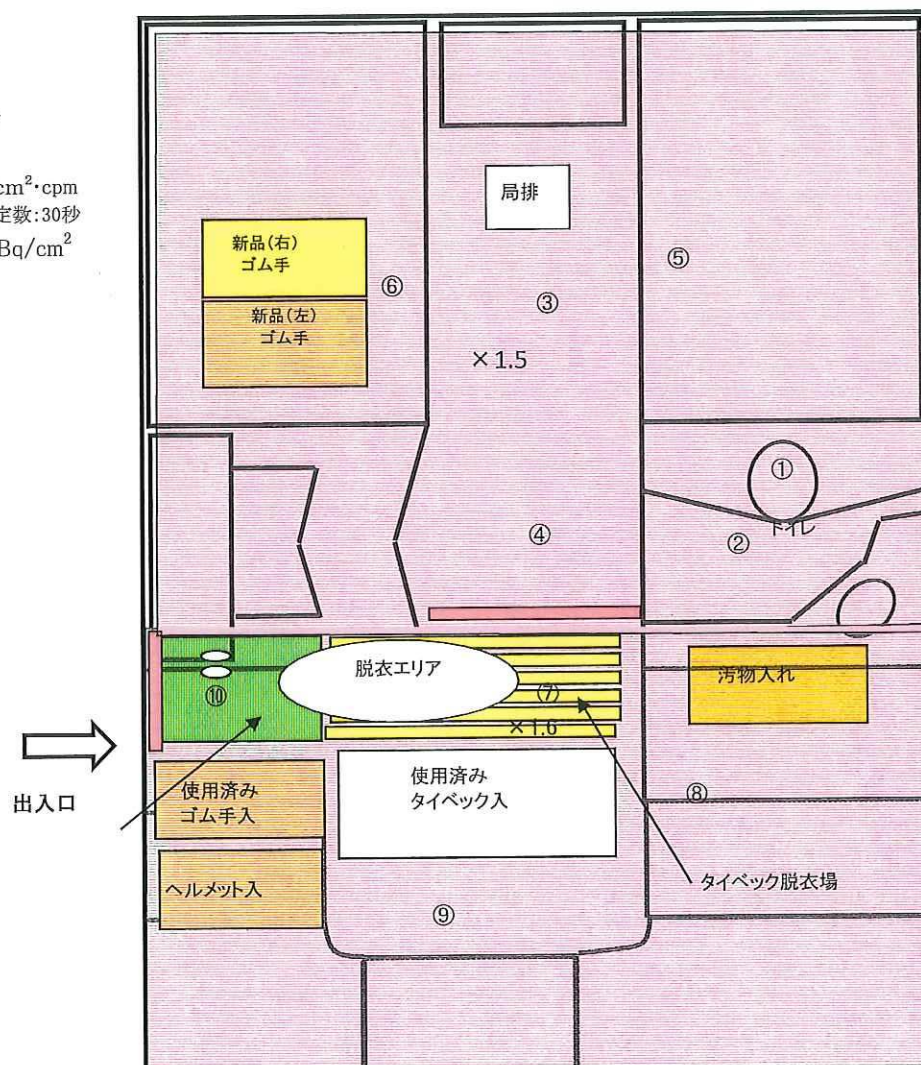 cm²・cpm
定数:30秒
Bq/cm²
局排
新品(右)
ゴム手
⑥
⑤
③
新品(左)
ゴム手
×1.5
①
トイレ
④
②
脱衣エリア
汚物入れ
⑩
⑦
×1.6
出入口
使用済み
ゴム手入
使用済み
タイベック入
⑧
ヘルメット入
タイベック脱衣場
⑨